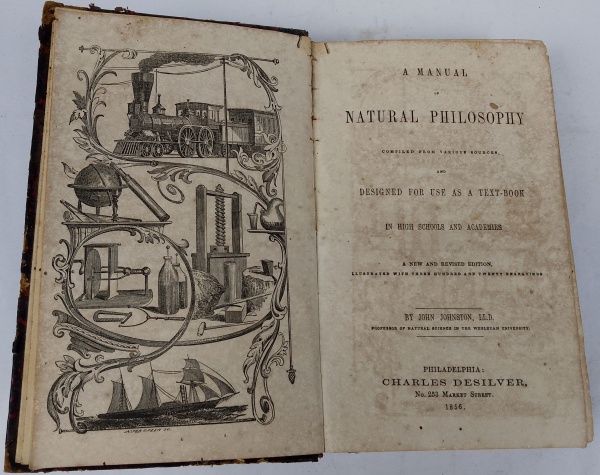 A MANUAL
OF
NATURAL PHILOSOPHY
COMPILED FROM VARIOUS SOURCES,
AND
DESIGNED FOR USE AS A TEXT-BOOK
IN HIGH SCHOOLS AND ACADEMIES
A NEW AND REVISED EDITION,
ILLUSTRATED WITH THREE HUNDRED AND TWENTY ENGRAVINGS
BY JOHN JOHNSTON, LL.D.
PROFESSOR OF NATURAL SCIENCE IN THE WESLEYAN UNIVERSITY.
PHILADELPHIA:
CHARLES DESILVER,
No. 253 Market Street.
1856.